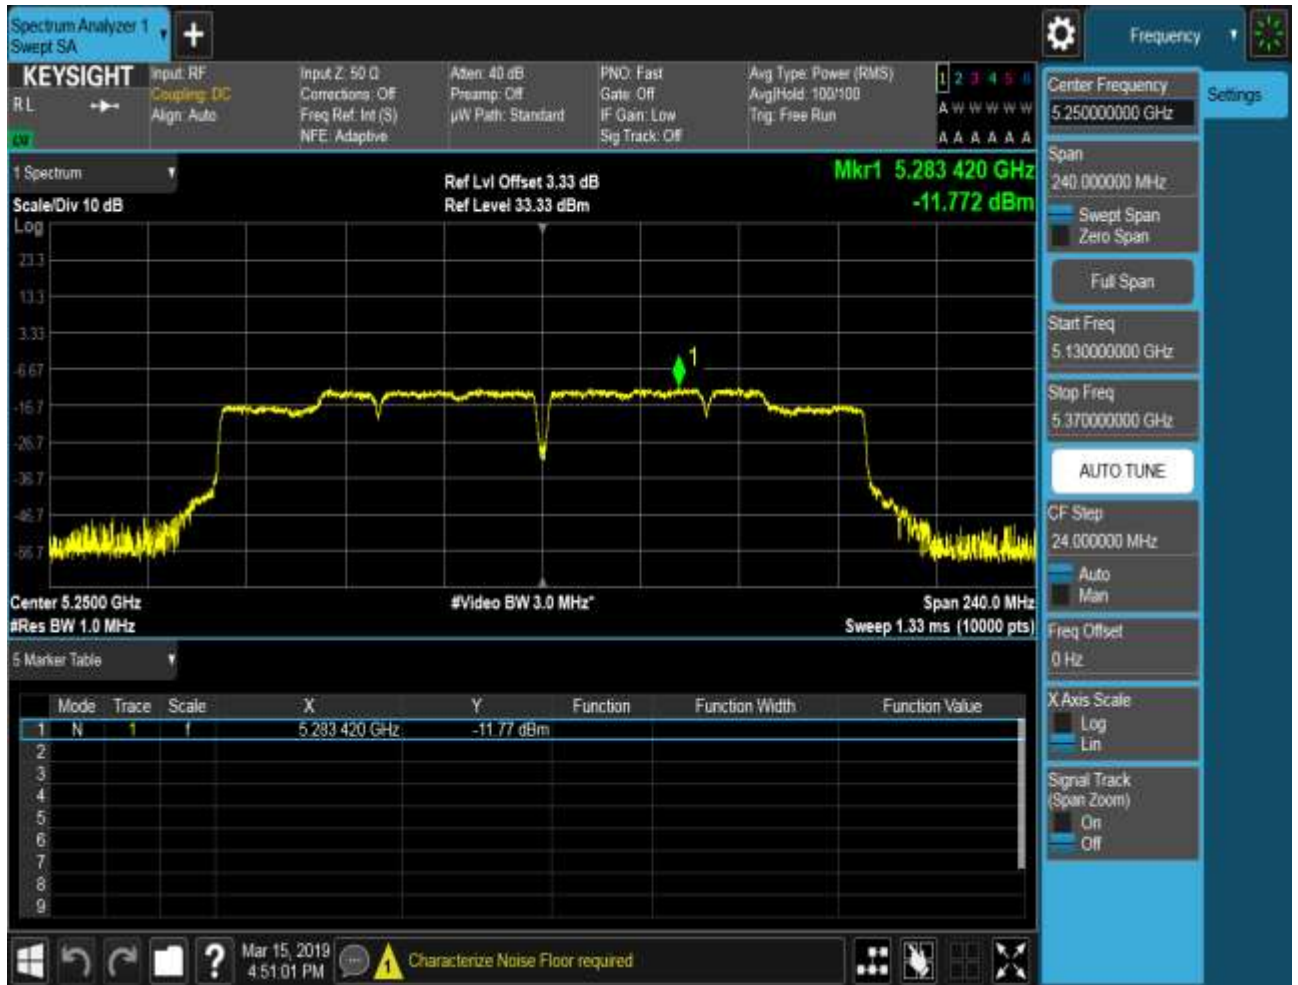 Spectrum Analyzer 1
Swept SA
Frequency
KEYSIGHT
R L
Input: RF
Coupling: DC
Align: Auto
Input Z: 50 Ω
Corrections: Off
Freq Ref: Int (S)
NFE: Adaptive
Atten: 40 dB
Preamp: Off
µW Path: Standard
PNO: Fast
Gate: Off
IF Gain: Low
Sig Track: Off
Avg Type: Power (RMS)
Avg|Hold: 100/100
Trig: Free Run
1 2 3 4 5 6
A W W W W W
A A A A A A
1 Spectrum
Scale/Div 10 dB
Ref Lvl Offset 3.33 dB
Ref Level 33.33 dBm
Mkr1 5.283 420 GHz
-11.772 dBm
Log
23.3
13.3
3.33
-6.67
-16.7
-26.7
-36.7
-46.7
-56.7
1
Center 5.2500 GHz
#Res BW 1.0 MHz
#Video BW 3.0 MHz*
Span 240.0 MHz
Sweep 1.33 ms (10000 pts)
5 Marker Table
Mode Trace Scale X Y Function Function Width Function Value
1 N 1 f 5.283 420 GHz -11.77 dBm
2
3
4
5
6
7
8
9
Mar 15, 2019
4:51:01 PM
1
Characterize Noise Floor required
Settings
Center Frequency
5.250000000 GHz
Span
240.000000 MHz
Swept Span
Zero Span
Full Span
Start Freq
5.130000000 GHz
Stop Freq
5.370000000 GHz
AUTO TUNE
CF Step
24.000000 MHz
Auto
Man
Freq Offset
0 Hz
X Axis Scale
Log
Lin
Signal Track
(Span Zoom)
On
Off